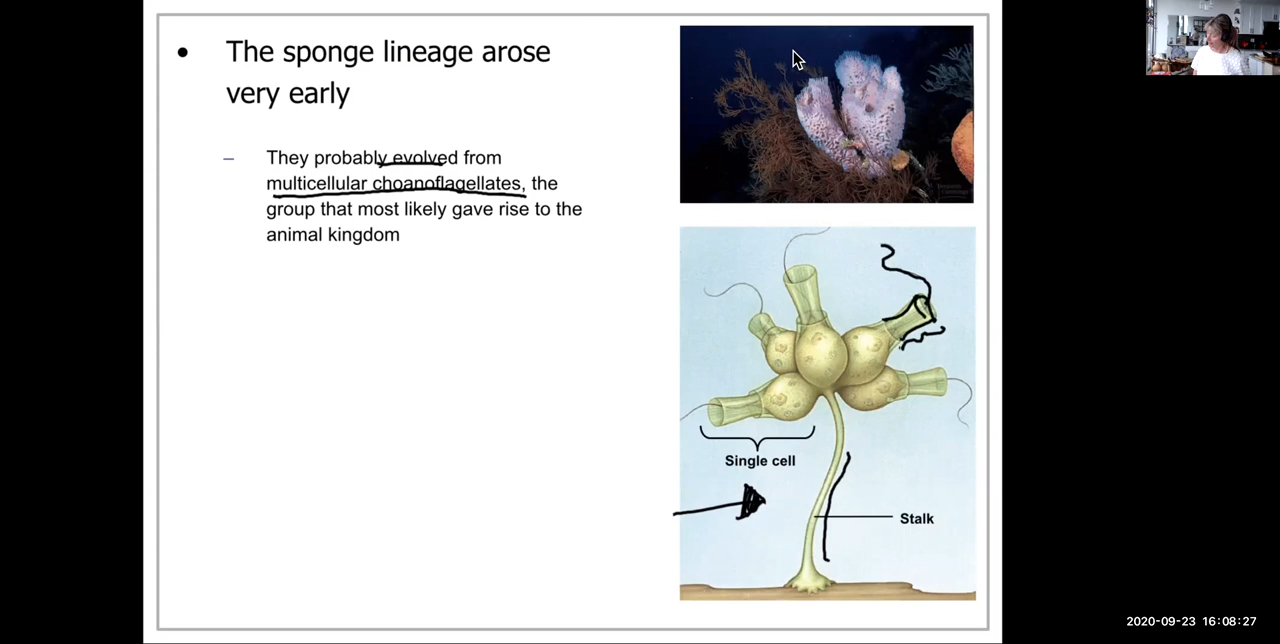 • The sponge lineage arose
very early
– They probably evolved from
multicellular choanoflagellates, the
group that most likely gave rise to the
animal kingdom
Single cell
Stalk
2020-09-23 16:08:27